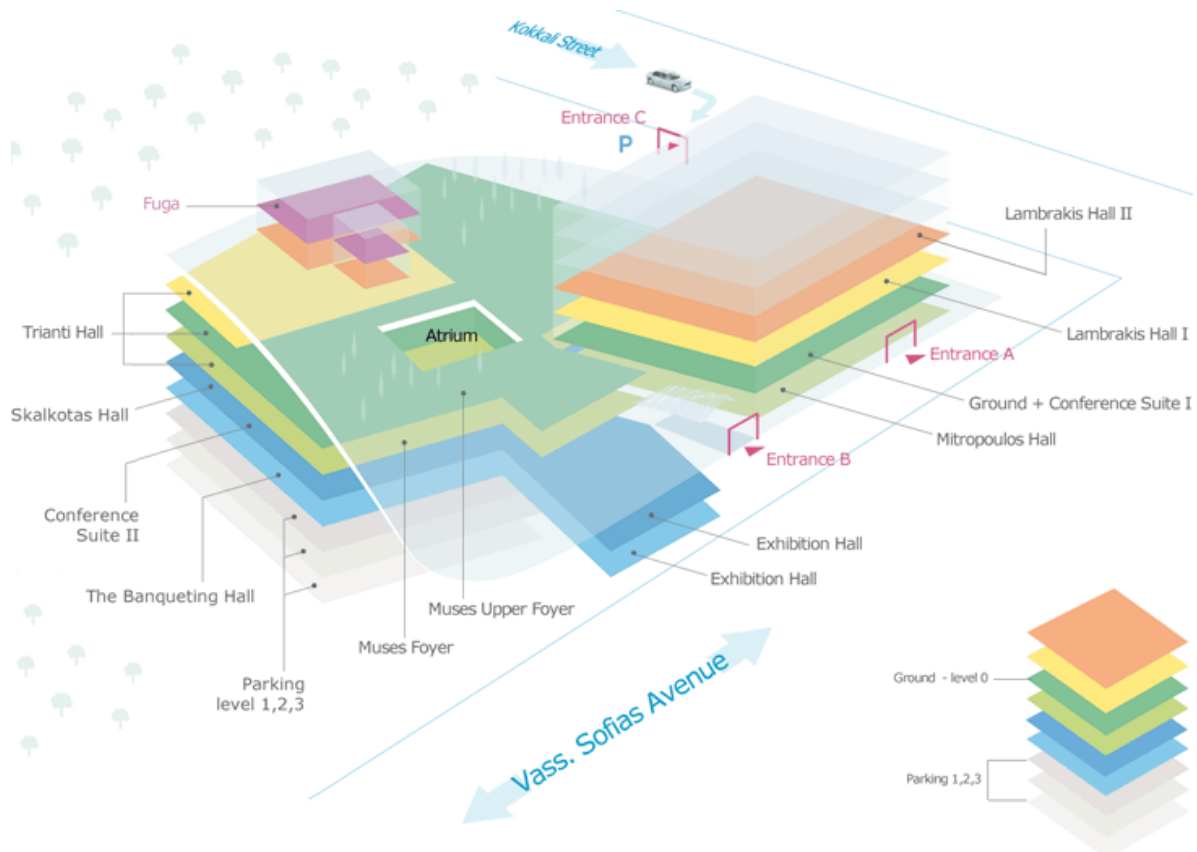 Kokkali Street
Entrance C
P
Fuga
Lambrakis Hall II
Trianti Hall
Atrium
Lambrakis Hall I
Entrance A
Skalkotas Hall
Ground + Conference Suite I
Mitropoulos Hall
Entrance B
Conference
Suite II
Exhibition Hall
Exhibition Hall
The Banqueting Hall
Muses Upper Foyer
Muses Foyer
Parking
level 1,2,3
Vass. Sofias Avenue
Ground - level 0
Parking 1,2,3